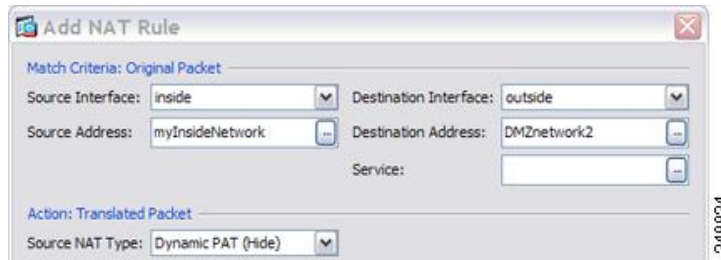 Add NAT Rule
Match Criteria: Original Packet
Source Interface: inside Destination Interface: outside
Source Address: myInsideNetwork ... Destination Address: DMZnetwork2 ...
Service: ...
Action: Translated Packet
Source NAT Type: Dynamic PAT (Hide)